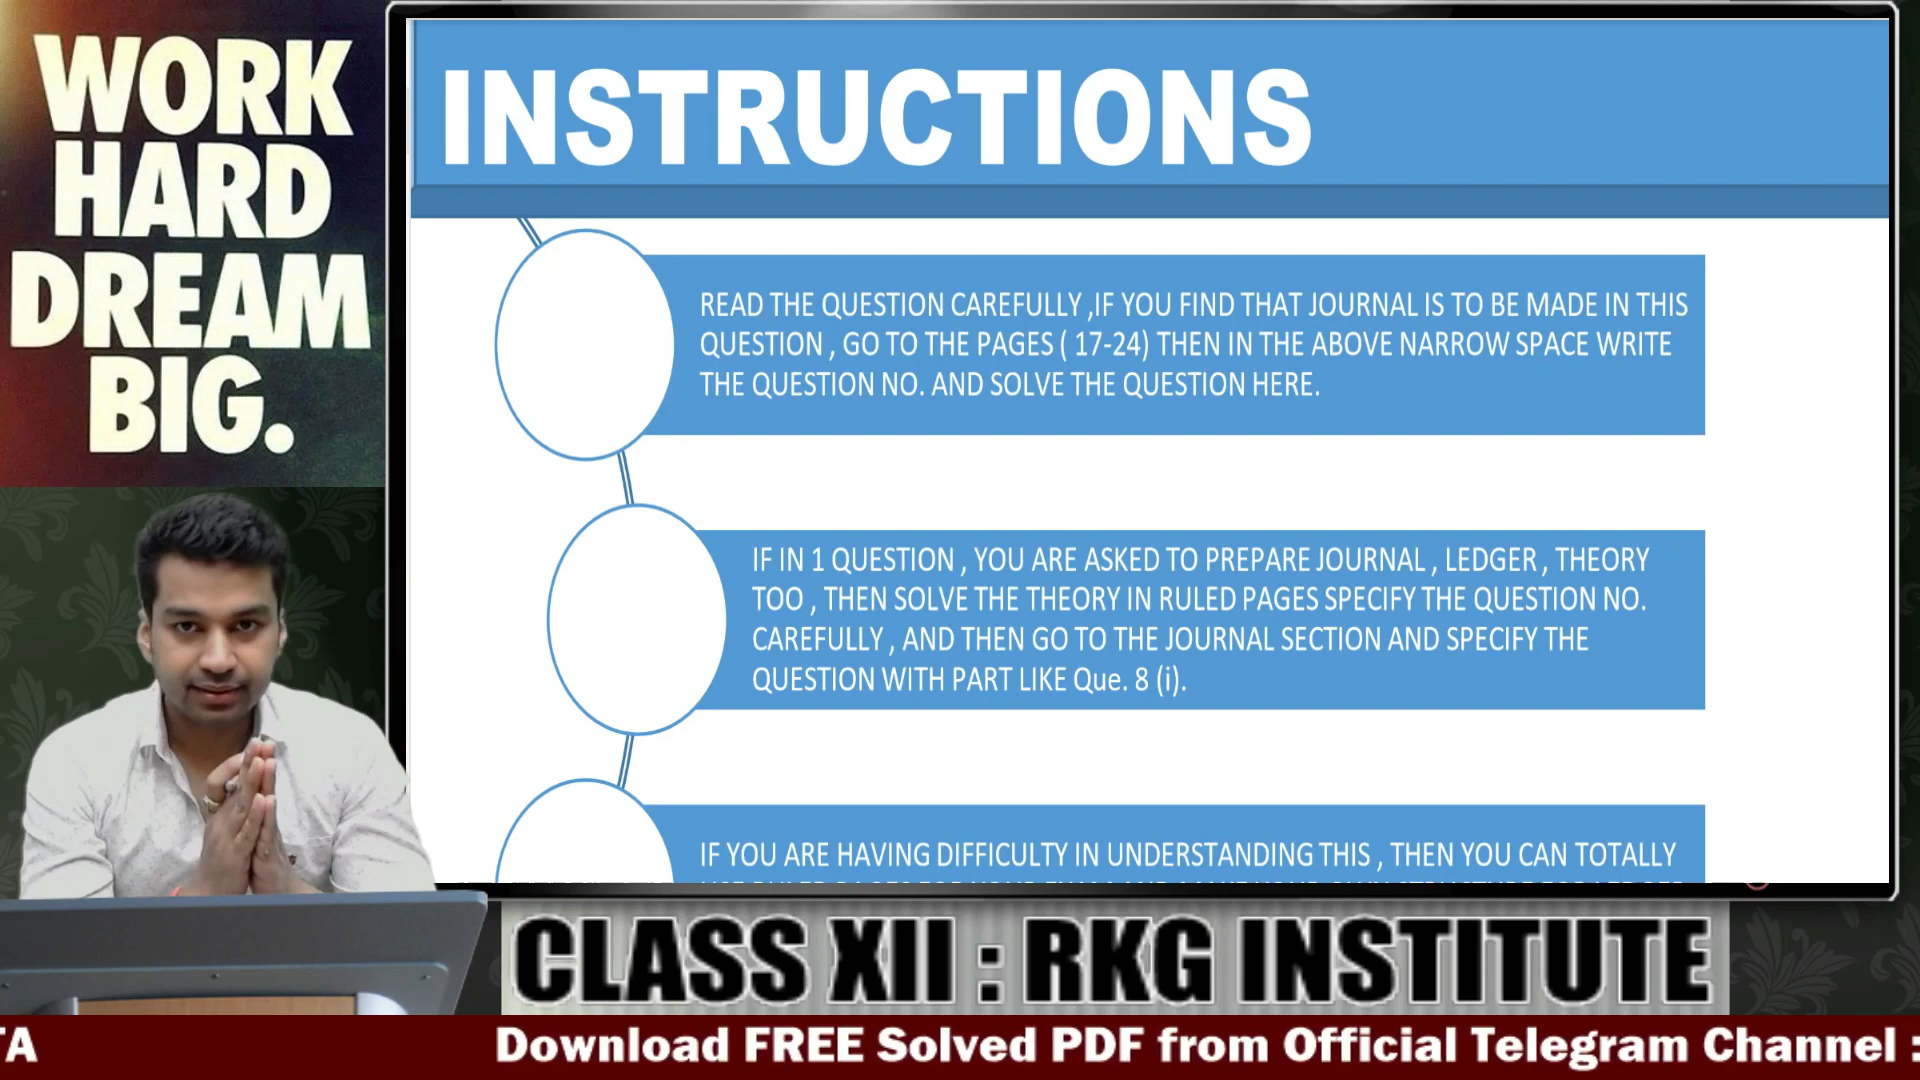 WORK
HARD
DREAM
BIG.
INSTRUCTIONS
READ THE QUESTION CAREFULLY ,IF YOU FIND THAT JOURNAL IS TO BE MADE IN THIS
QUESTION , GO TO THE PAGES ( 17-24) THEN IN THE ABOVE NARROW SPACE WRITE
THE QUESTION NO. AND SOLVE THE QUESTION HERE.
IF IN 1 QUESTION , YOU ARE ASKED TO PREPARE JOURNAL , LEDGER , THEORY
TOO , THEN SOLVE THE THEORY IN RULED PAGES SPECIFY THE QUESTION NO.
CAREFULLY , AND THEN GO TO THE JOURNAL SECTION AND SPECIFY THE
QUESTION WITH PART LIKE Que. 8 (i).
IF YOU ARE HAVING DIFFICULTY IN UNDERSTANDING THIS , THEN YOU CAN TOTALLY
CLASS XII : RKG INSTITUTE
TA Download FREE Solved PDF from Official Telegram Channel :